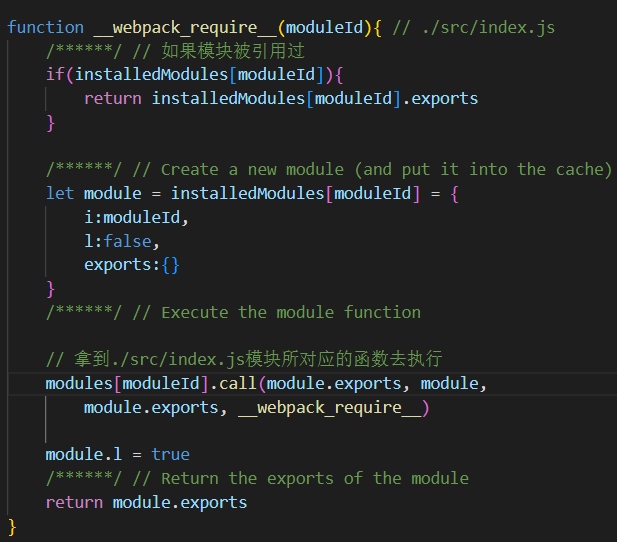 function __webpack_require__(moduleId){ // ./src/index.js
    /******/ // 如果模块被引用过
    if(installedModules[moduleId]){
        return installedModules[moduleId].exports
    }

    /******/ // Create a new module (and put it into the cache)
    let module = installedModules[moduleId] = {
        i:moduleId,
        l:false,
        exports:{}
    }
    /******/ // Execute the module function

    // 拿到./src/index.js模块所对应的函数去执行
    modules[moduleId].call(module.exports, module,
        module.exports, __webpack_require__)

    module.l = true
    /******/ // Return the exports of the module
    return module.exports
}